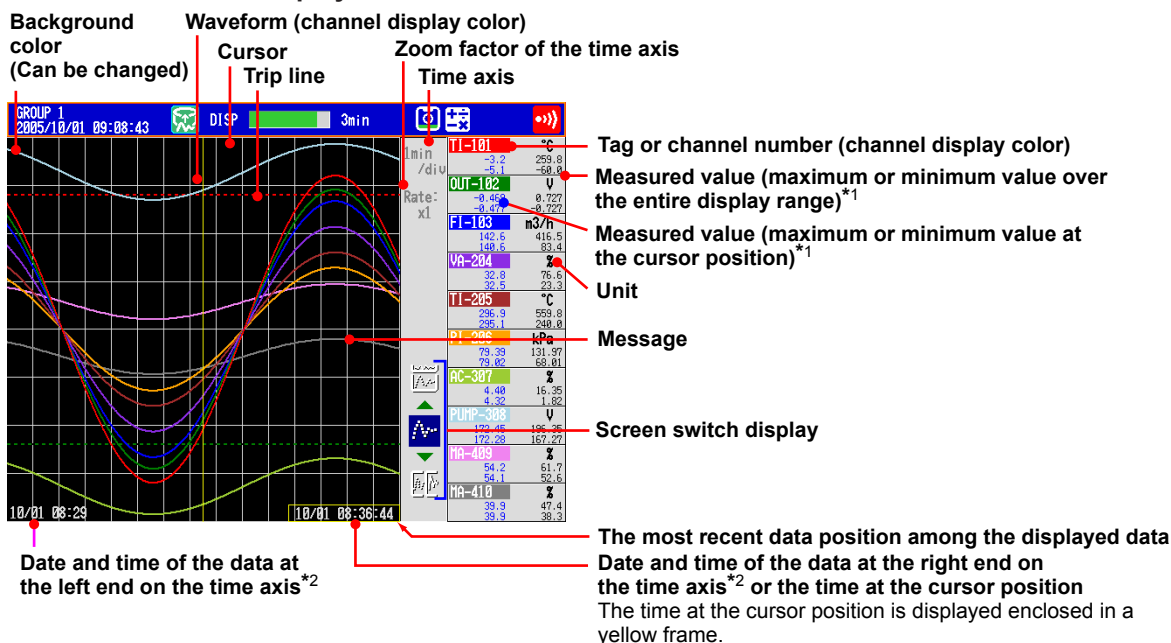 Background
color
(Can be changed)
Waveform (channel display color)
Cursor
Trip line
Zoom factor of the time axis
Time axis
GROUP 1
2005/10/01 09:08:43
DISP
3min
1min
/div
Rate:
x1
TI-101 °C
-3.2 259.8
-5.1 -60.0
OUT-102 V
-0.468 0.727
-0.477 -0.727
FI-103 m3/h
142.6 416.5
140.6 83.4
VA-204 %
32.8 76.6
32.5 23.3
TI-205 °C
296.9 559.8
295.1 240.0
PI-206 kPa
79.39 131.97
79.02 68.01
AC-307 %
4.40 16.35
4.32 1.82
PUMP-308 V
172.28 167.27
MA-409 %
54.2 61.7
54.1 52.6
MA-410 %
39.9 47.4
39.9 38.3
10/01 08:29
10/01 08:36:44
Tag or channel number (channel display color)
Measured value (maximum or minimum value over
the entire display range)*1
Measured value (maximum or minimum value at
the cursor position)*1
Unit
Message
Screen switch display
The most recent data position among the displayed data
Date and time of the data at
the left end on the time axis*2
Date and time of the data at the right end on
the time axis*2 or the time at the cursor position
The time at the cursor position is displayed enclosed in a
yellow frame.